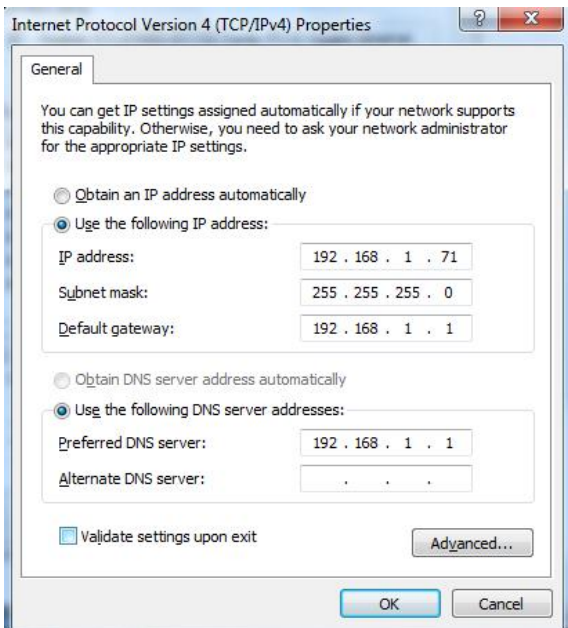 Internet Protocol Version 4 (TCP/IPv4) Properties
?
X
General
You can get IP settings assigned automatically if your network supports
this capability. Otherwise, you need to ask your network administrator
for the appropriate IP settings.
Obtain an IP address automatically
Use the following IP address:
IP address: 192 . 168 . 1 . 71
Subnet mask: 255 . 255 . 255 . 0
Default gateway: 192 . 168 . 1 . 1
Obtain DNS server address automatically
Use the following DNS server addresses:
Preferred DNS server: 192 . 168 . 1 . 1
Alternate DNS server: . . .
Validate settings upon exit
Advanced...
OK Cancel